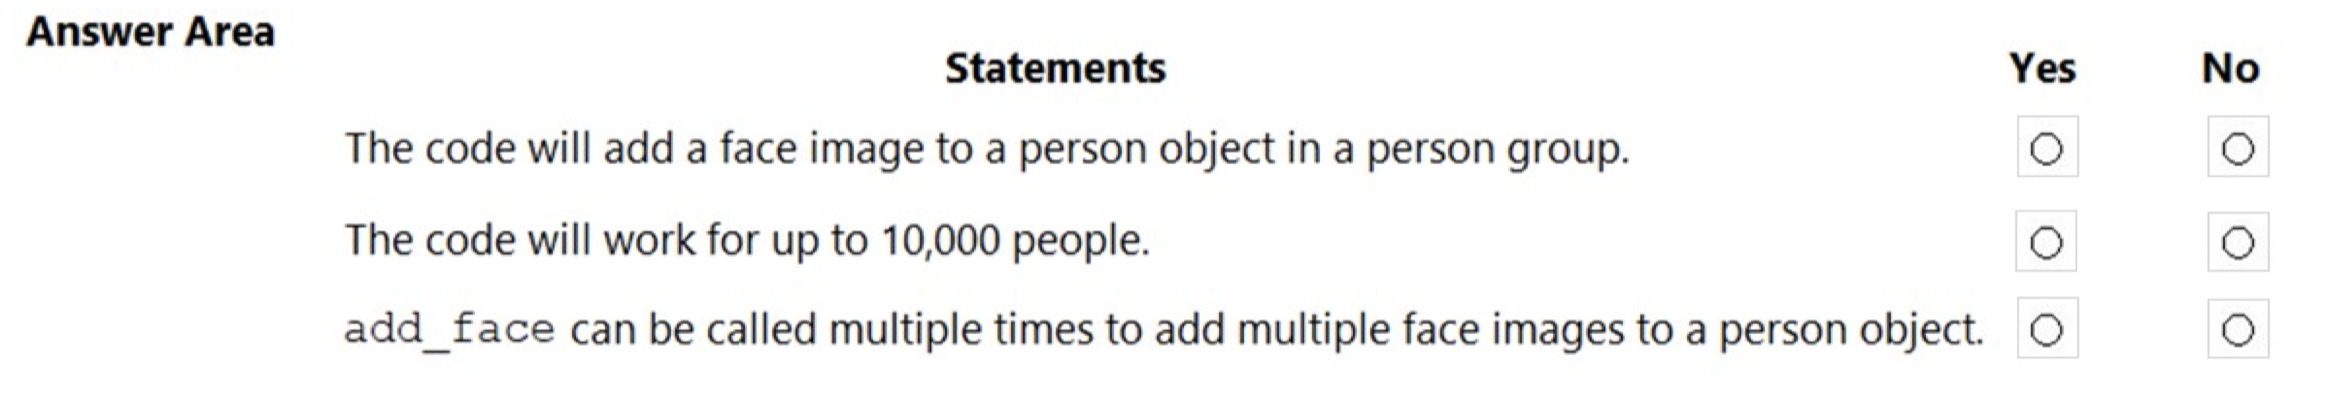 Answer Area
Statements Yes No
The code will add a face image to a person object in a person group.
The code will work for up to 10,000 people.
add_face can be called multiple times to add multiple face images to a person object.